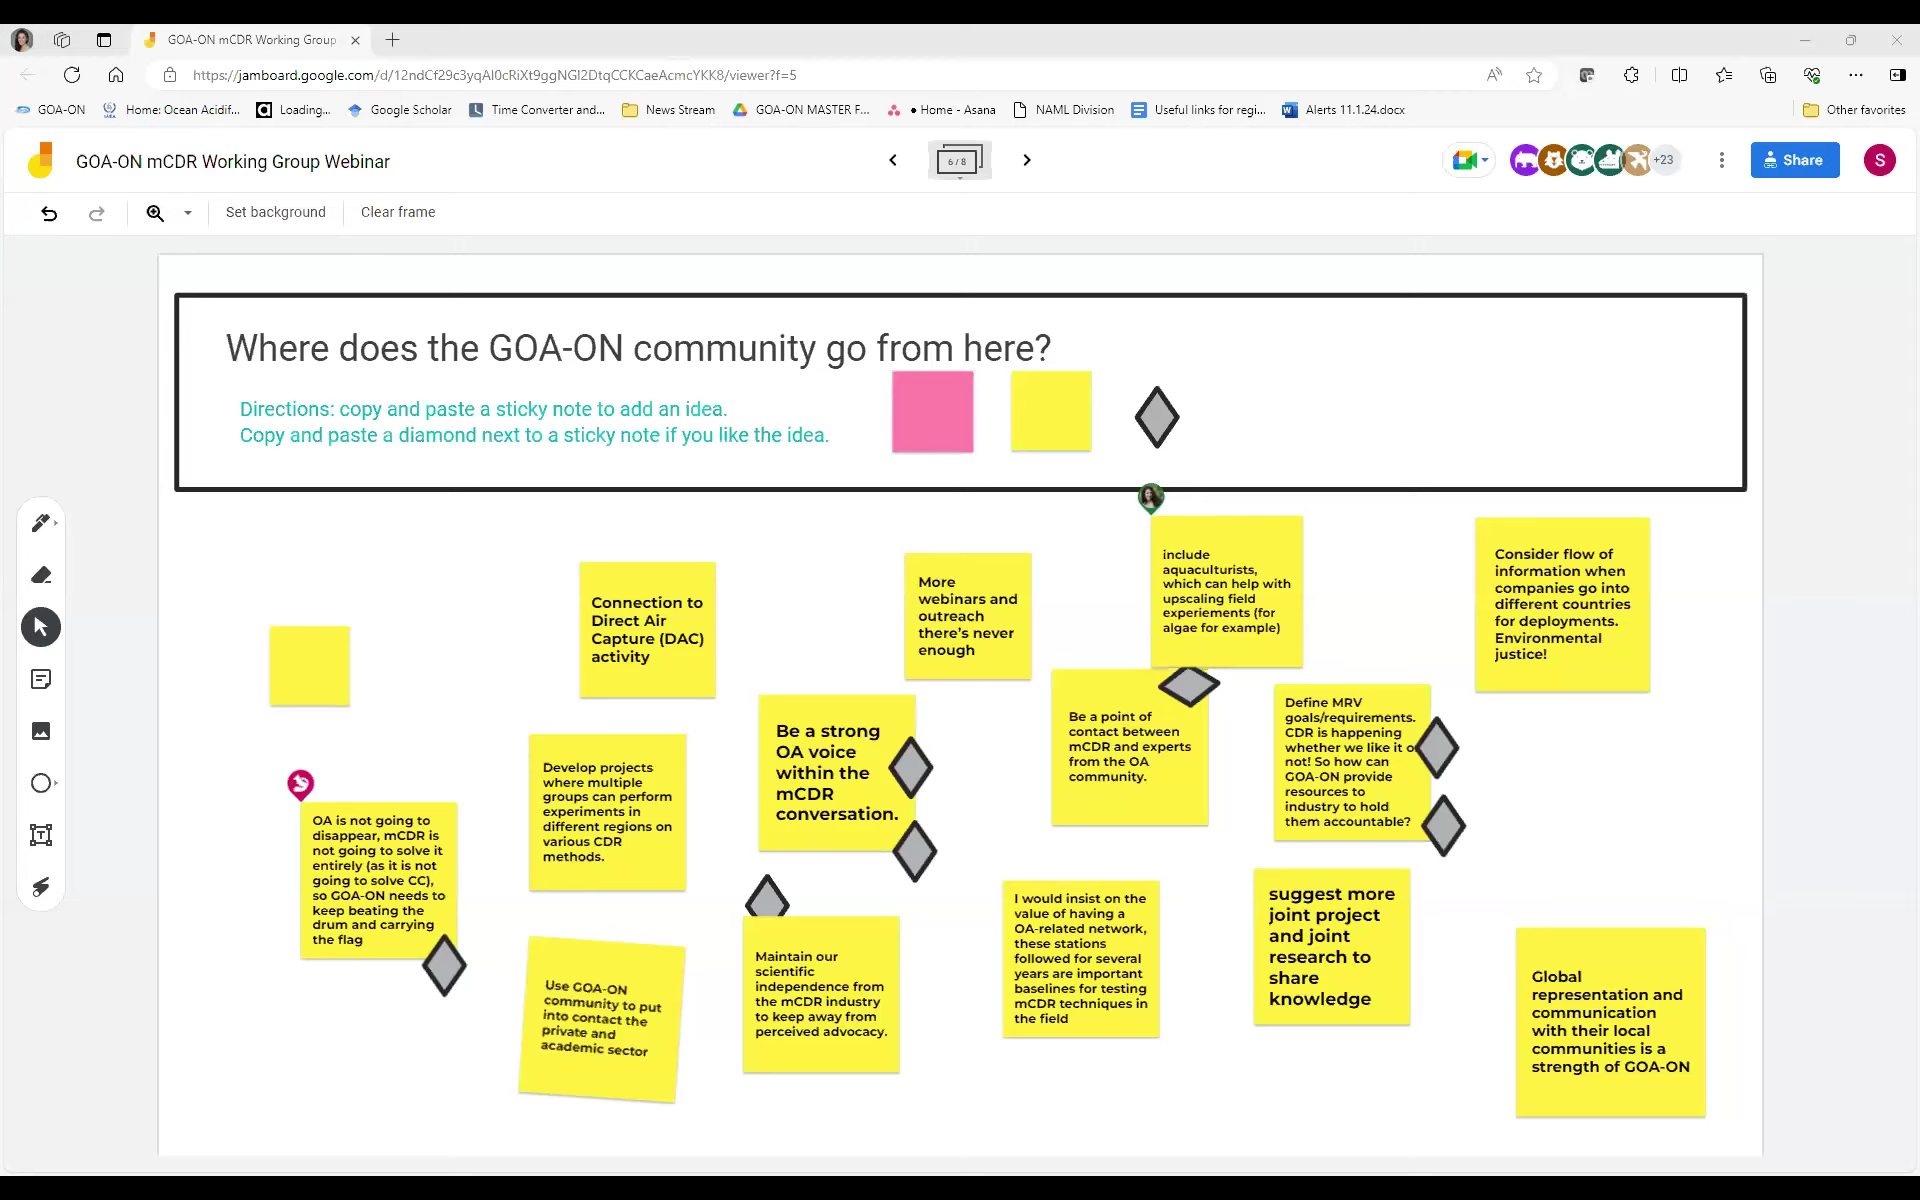 GOA-ON mCDR Working Group
https://jamboard.google.com/d/12ndCf29c3yqAI0cRiXt9ggNGl2DtqCCKCaeAcmcYKK8/viewer?f=5
GOA-ON
Home: Ocean Acidif...
Loading...
Google Scholar
Time Converter and...
News Stream
GOA-ON MASTER F...
• Home - Asana
NAML Division
Useful links for regi...
Alerts 11.1.24.docx
Other favorites
GOA-ON mCDR Working Group Webinar
6 / 8
+23
Share
S
Set background
Clear frame
Where does the GOA-ON community go from here?
Directions: copy and paste a sticky note to add an idea.
Copy and paste a diamond next to a sticky note if you like the idea.
Connection to
Direct Air
Capture (DAC)
activity
More
webinars and
outreach
there's never
enough
include
aquaculturists,
which can help with
upscaling field
experiements (for
algae for example)
Consider flow of
information when
companies go into
different countries
for deployments.
Environmental
justice!
Develop projects
where multiple
groups can perform
experiments in
different regions on
various CDR
methods.
Be a strong
OA voice
within the
mCDR
conversation.
Be a point of
contact between
mCDR and experts
from the OA
community.
Define MRV
goals/requirements.
CDR is happening
whether we like it o
not! So how can
GOA-ON provide
resources to
industry to hold
them accountable?
OA is not going to
disappear, mCDR is
not going to solve it
entirely (as it is not
going to solve CC),
so GOA-ON needs to
keep beating the
drum and carrying
the flag
Use GOA-ON
community to put
into contact the
private and
academic sector
Maintain our
scientific
independence from
the mCDR industry
to keep away from
perceived advocacy.
I would insist on the
value of having a
OA-related network,
these stations
followed for several
years are important
baselines for testing
mCDR techniques in
the field
suggest more
joint project
and joint
research to
share
knowledge
Global
representation and
communication
with their local
communities is a
strength of GOA-ON